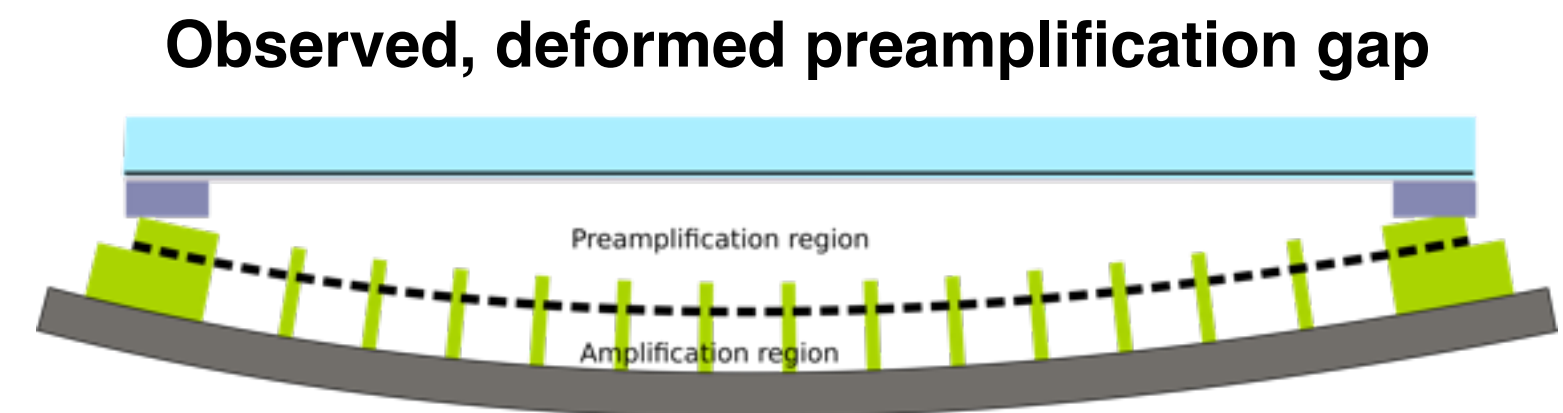 Observed, deformed preamplification gap
Preamplification region
Amplification region